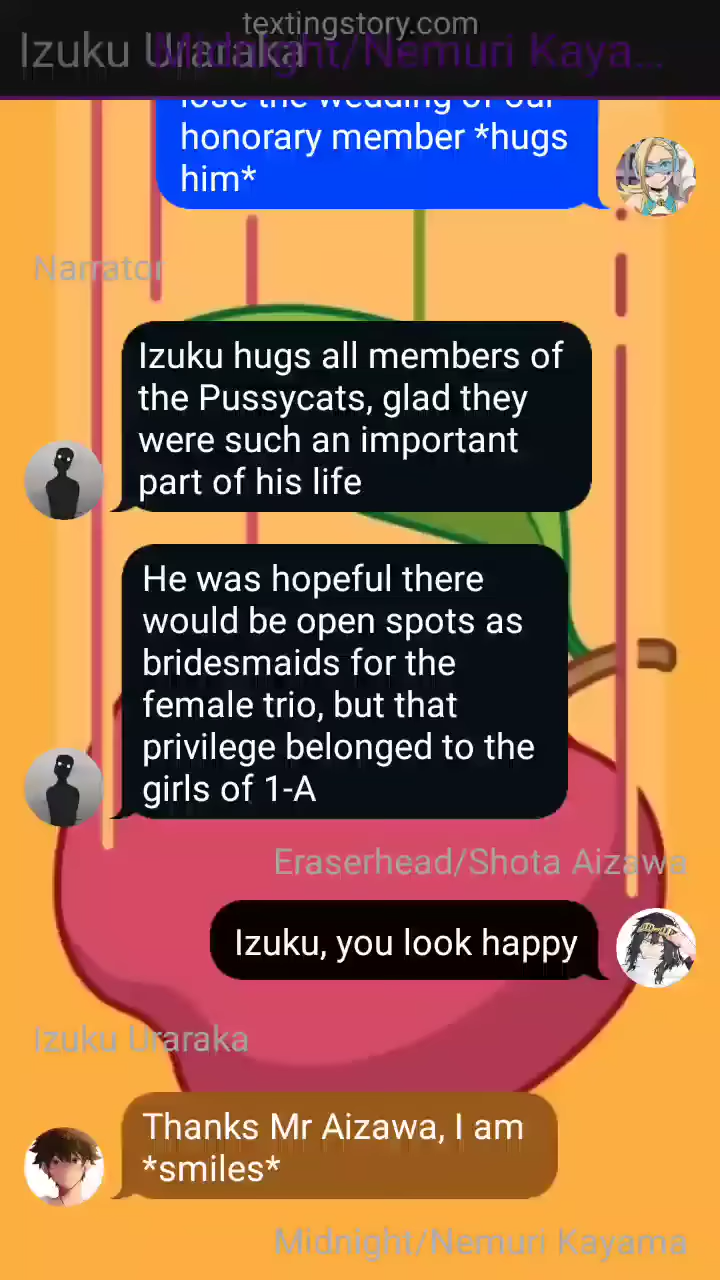 textingstory.com
Izuku Uraraka
Midnight/Nemuri Kaya...
lose the wedding of our
honorary member *hugs
him*
Narrator
Izuku hugs all members of
the Pussycats, glad they
were such an important
part of his life
He was hopeful there
would be open spots as
bridesmaids for the
female trio, but that
privilege belonged to the
girls of 1-A
Eraserhead/Shota Aizawa
Izuku, you look happy
Izuku Uraraka
Thanks Mr Aizawa, I am
*smiles*
Midnight/Nemuri Kayama